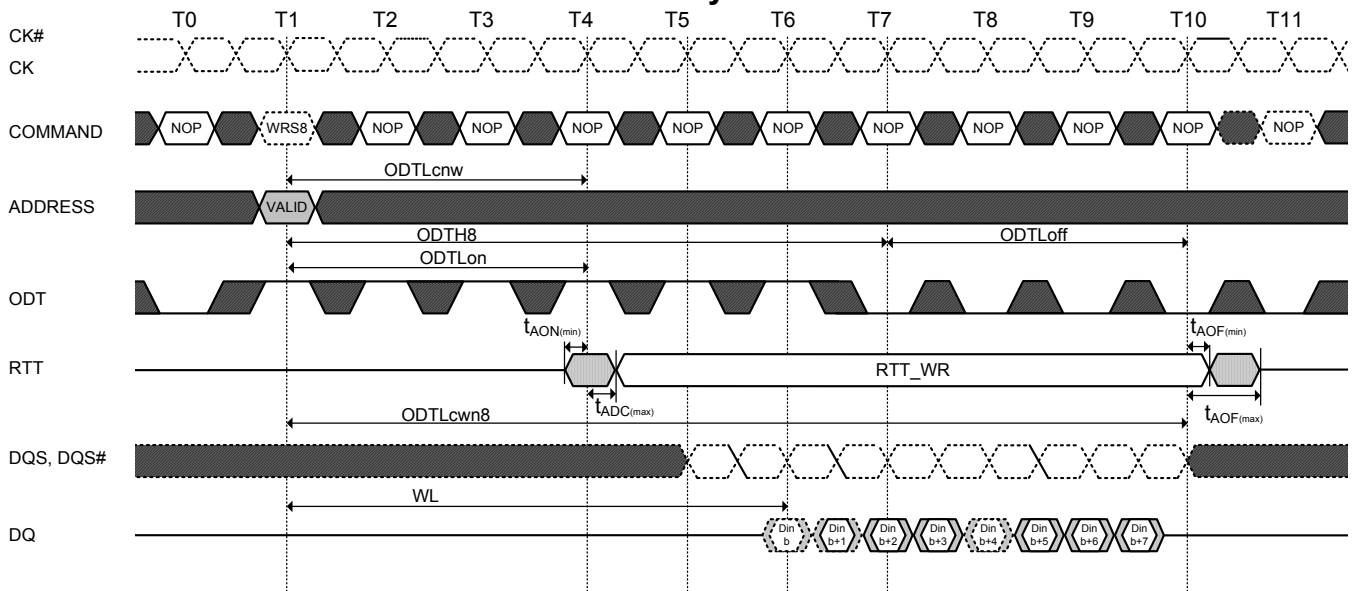 T0 T1 T2 T3 T4 T5 T6 T7 T8 T9 T10 T11
CK#
CK
COMMAND NOP WRS8 NOP NOP NOP NOP NOP NOP NOP NOP NOP NOP
ODTLcnw
ADDRESS VALID
ODTH8 ODTLoff
ODTLon
ODT
tAON(min) tAOF(min)
RTT RTT_WR
tADC(max) tAOF(max)
ODTLcwn8
DQS, DQS#
WL
DQ Din b Din b+1 Din b+2 Din b+3 Din b+4 Din b+5 Din b+6 Din b+7